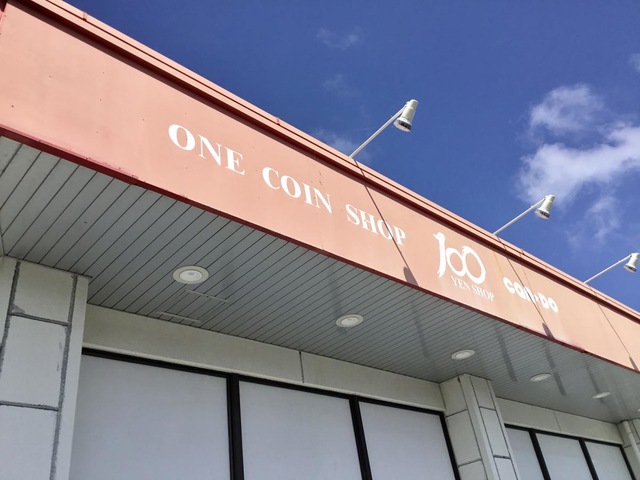 ONE COIN SHOP
100
YEN SHOP
can★DO